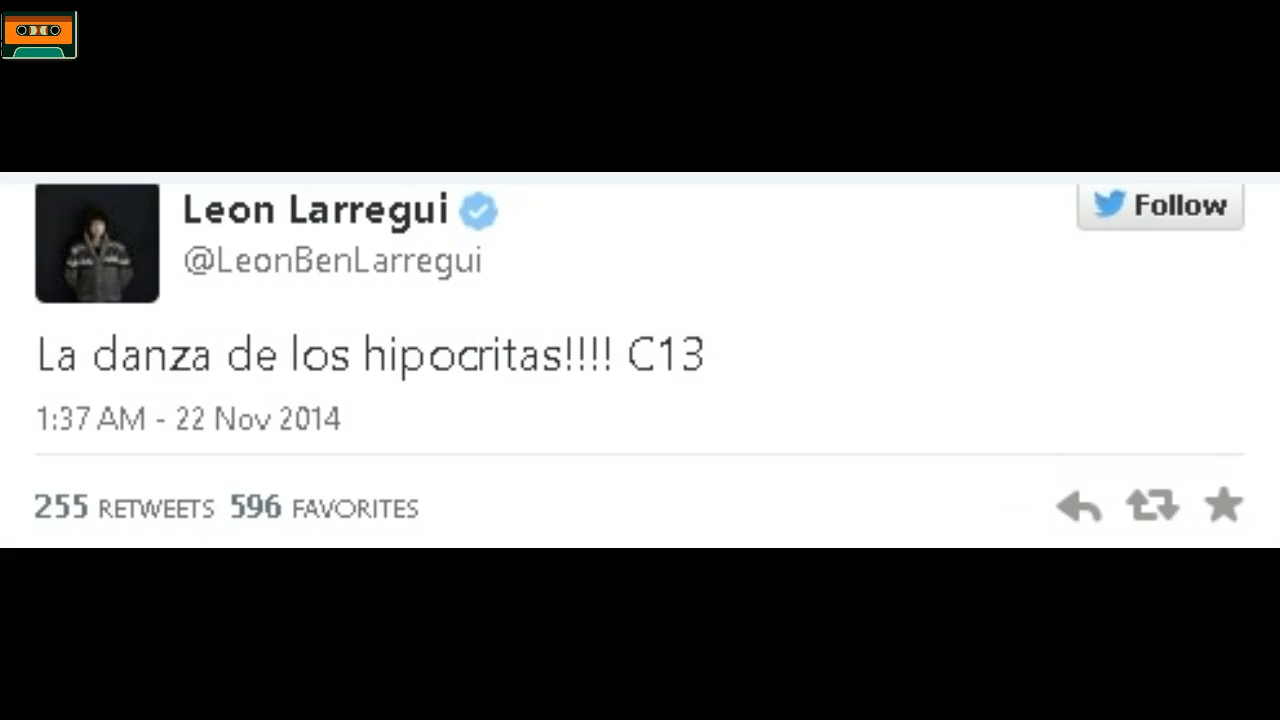 Leon Larregui
Follow
@LeonBenLarregui
La danza de los hipocritas!!!! C13
1:37 AM - 22 Nov 2014
255 RETWEETS 596 FAVORITES